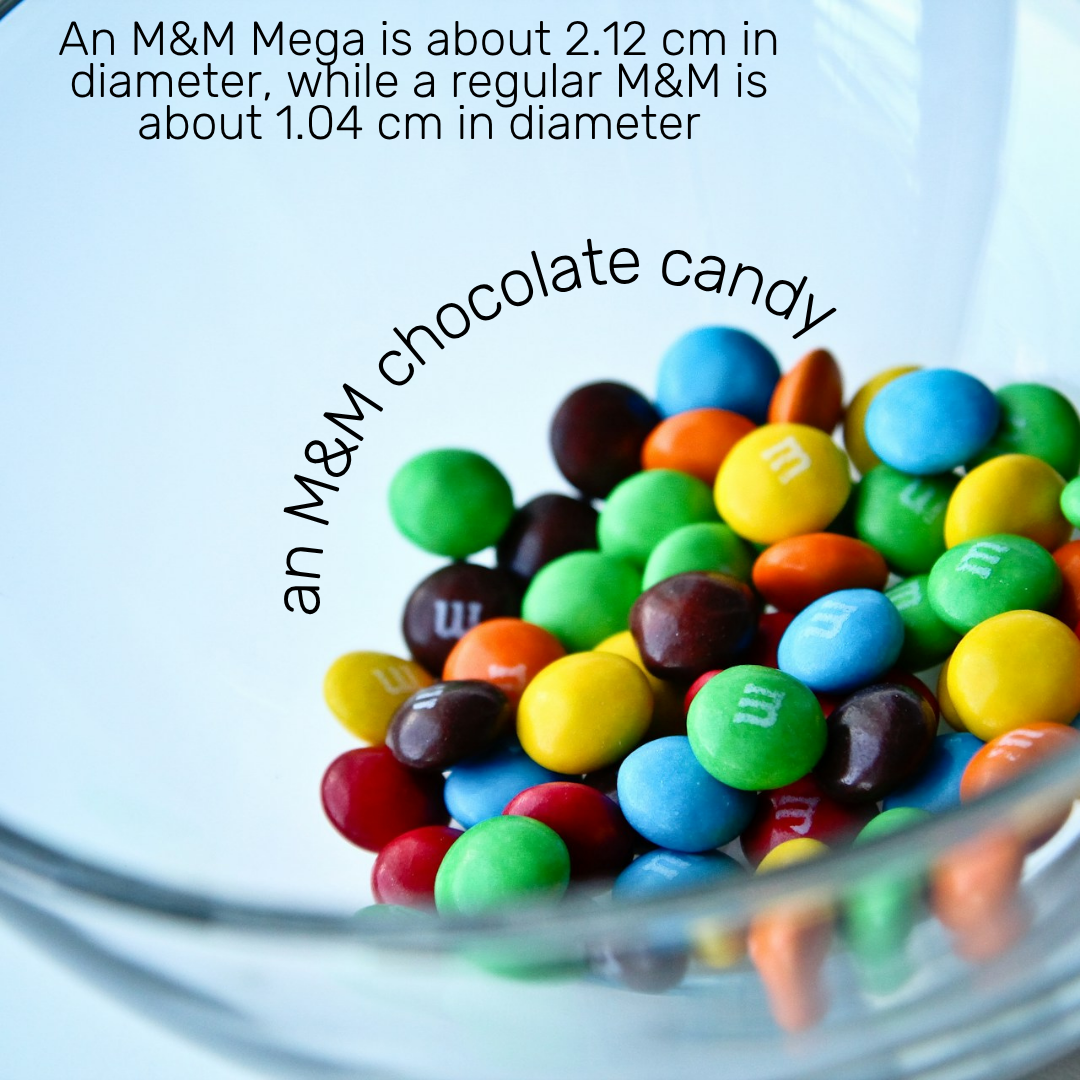 An M&M Mega is about 2.12 cm in
diameter, while a regular M&M is
about 1.04 cm in diameter
an M&M chocolate candy
m
m
m
m
m
m